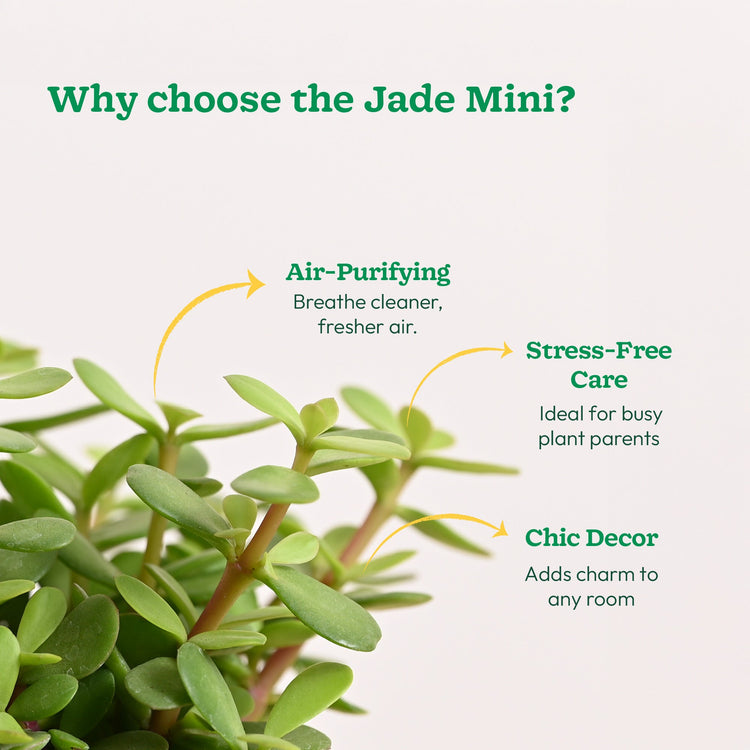 Why choose the Jade Mini?
Air-Purifying
Breathe cleaner,
fresher air.
Stress-Free
Care
Ideal for busy
plant parents
Chic Decor
Adds charm to
any room